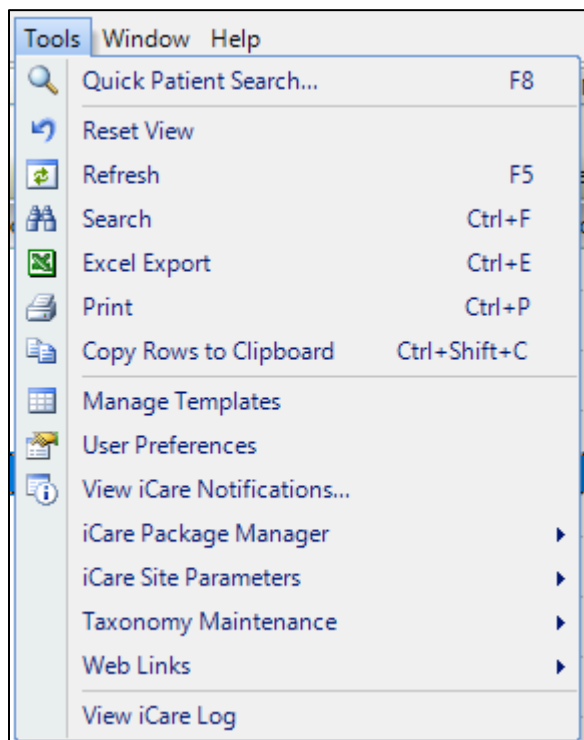 Tools Window Help
Quick Patient Search... F8
Reset View
Refresh F5
Search Ctrl+F
Excel Export Ctrl+E
Print Ctrl+P
Copy Rows to Clipboard Ctrl+Shift+C
Manage Templates
User Preferences
View iCare Notifications...
iCare Package Manager
iCare Site Parameters
Taxonomy Maintenance
Web Links
View iCare Log